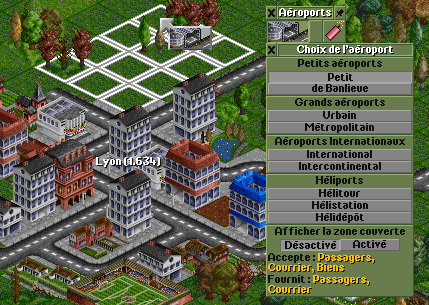 Aéroports
Choix de l'aéroport
Petits aéroports
Petit
de Banlieue
Grands aéroports
Urbain
Métropolitain
Aéroports Internationaux
International
Intercontinental
Héliports
Hélitour
Hélistation
Hélidépôt
Afficher la zone couverte
Désactivé Activé
Accepte: Passagers,
Courrier, Biens
Fournit: Passagers,
Courrier
Lyon (1.634)